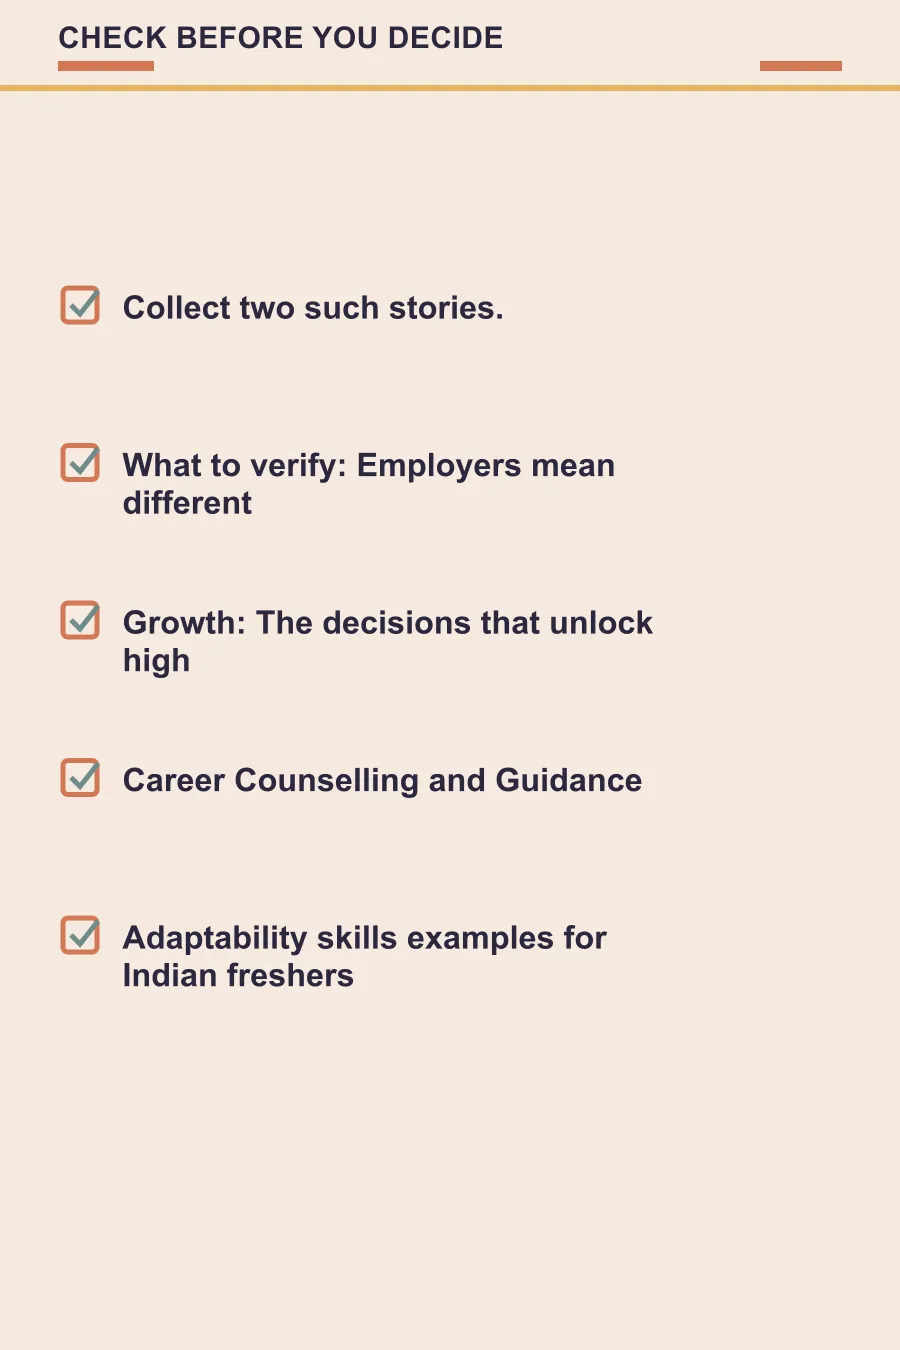 CHECK BEFORE YOU DECIDE
Collect two such stories.
What to verify: Employers mean
different
Growth: The decisions that unlock
high
Career Counselling and Guidance
Adaptability skills examples for
Indian freshers